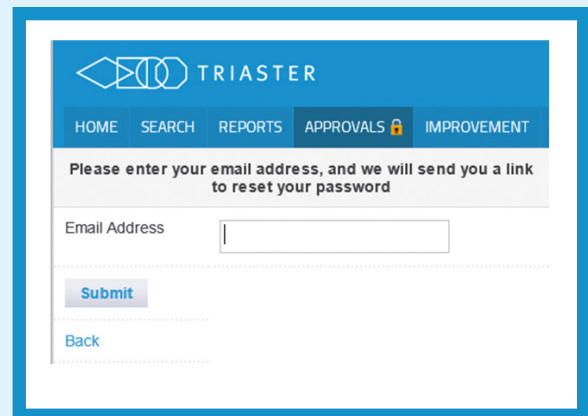 TRIASTER
HOME SEARCH REPORTS APPROVALS IMPROVEMENT
Please enter your email address, and we will send you a link
to reset your password
Email Address
Submit
Back